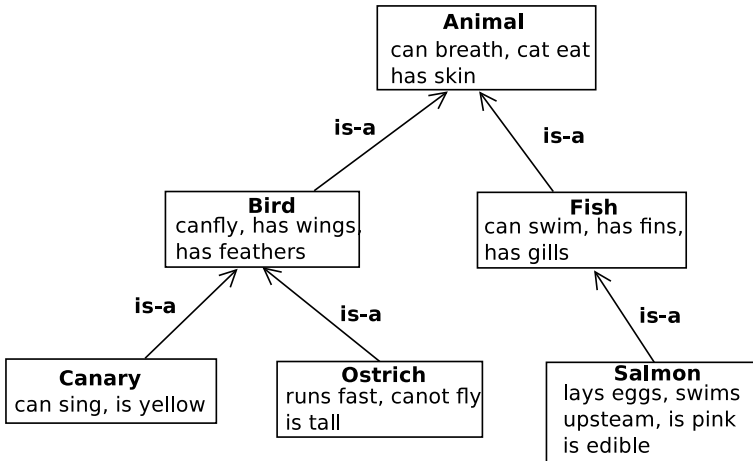 Animal
can breath, cat eat
has skin
is-a
is-a
Bird
canfly, has wings,
has feathers
Fish
can swim, has fins,
has gills
is-a
is-a
is-a
Canary
can sing, is yellow
Ostrich
runs fast, canot fly
is tall
Salmon
lays eggs, swims
upsteam, is pink
is edible